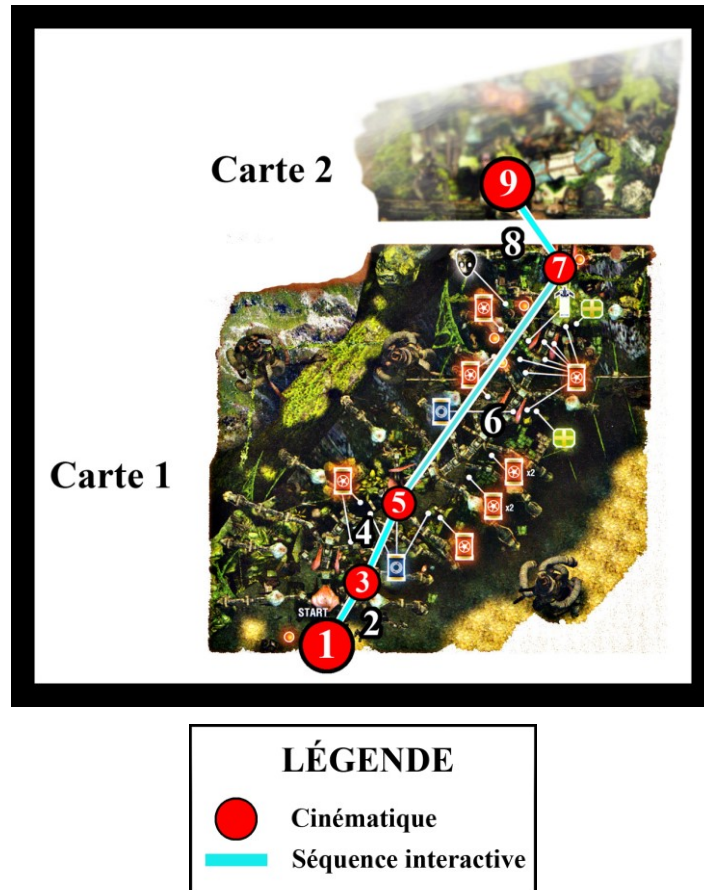 Carte 2
9
8
7
6
x2
Carte 1
5
x2
4
3
START
2
1
LÉGENDE
Cinématique
Séquence interactive